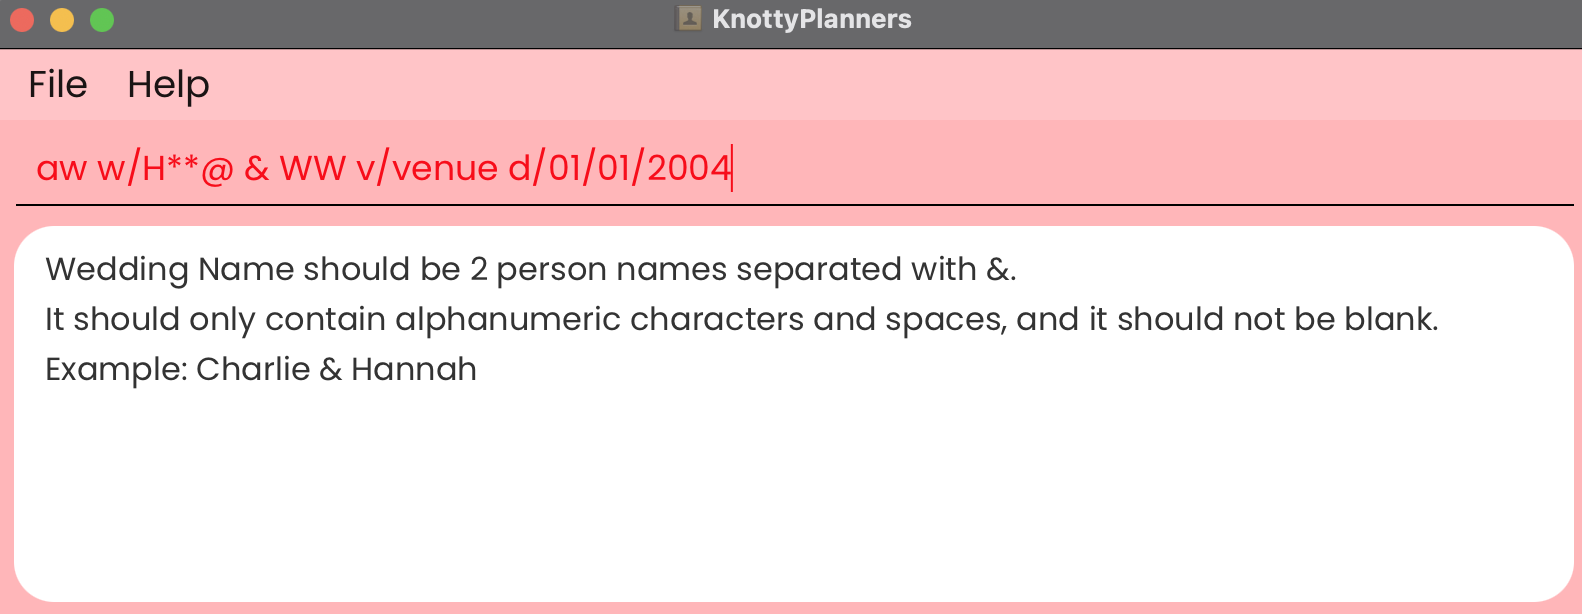 KnottyPlanners
File Help
aw w/H**@ & WW v/venue d/01/01/2004
Wedding Name should be 2 person names separated with &.
It should only contain alphanumeric characters and spaces, and it should not be blank.
Example: Charlie & Hannah